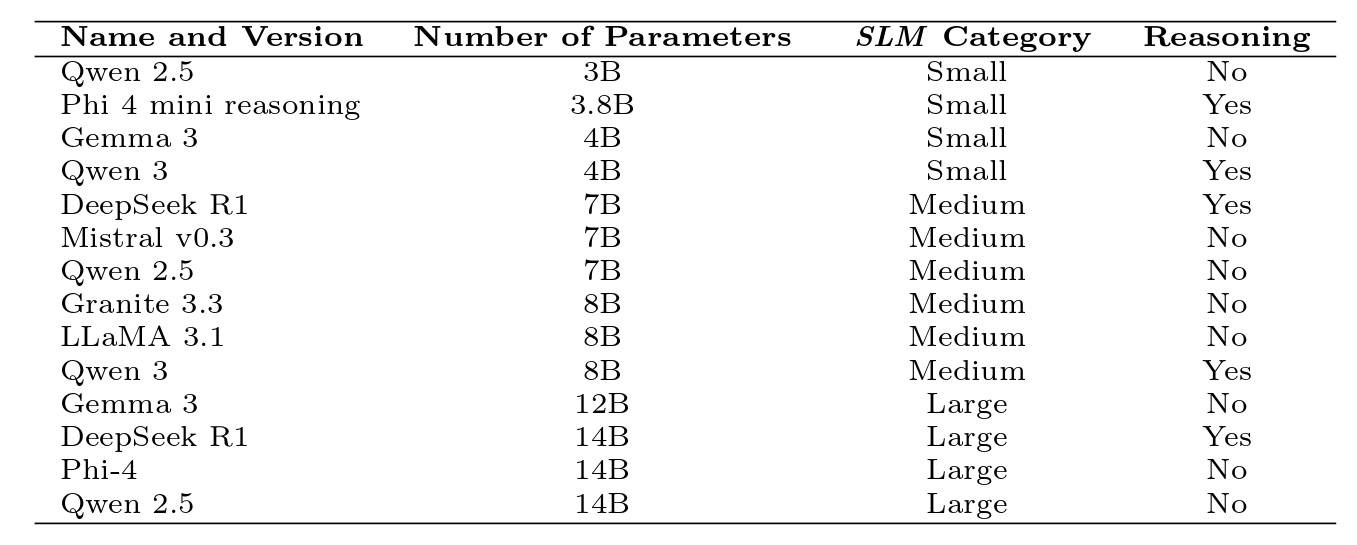 Name and Version Number of Parameters SLM Category Reasoning
Qwen 2.5 3B Small No
Phi 4 mini reasoning 3.8B Small Yes
Gemma 3 4B Small No
Qwen 3 4B Small Yes
DeepSeek R1 7B Medium Yes
Mistral v0.3 7B Medium No
Qwen 2.5 7B Medium No
Granite 3.3 8B Medium No
LLaMA 3.1 8B Medium No
Qwen 3 8B Medium Yes
Gemma 3 12B Large No
DeepSeek R1 14B Large Yes
Phi-4 14B Large No
Qwen 2.5 14B Large No